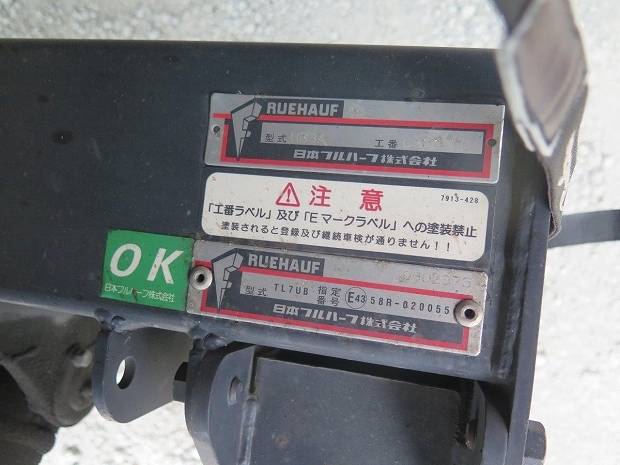 RUEHAUF
型式
工番
日本フルハーフ株式会社
⚠注意
7913-428
「工番ラベル」及び「Eマークラベル」への塗装禁止
塗装されると登録及び継続車検が通りません!!
OK
日本フルハーフ株式会社
RUEHAUF
型式 TL7UB 指定番号 E43 58R-020055
日本フルハーフ株式会社